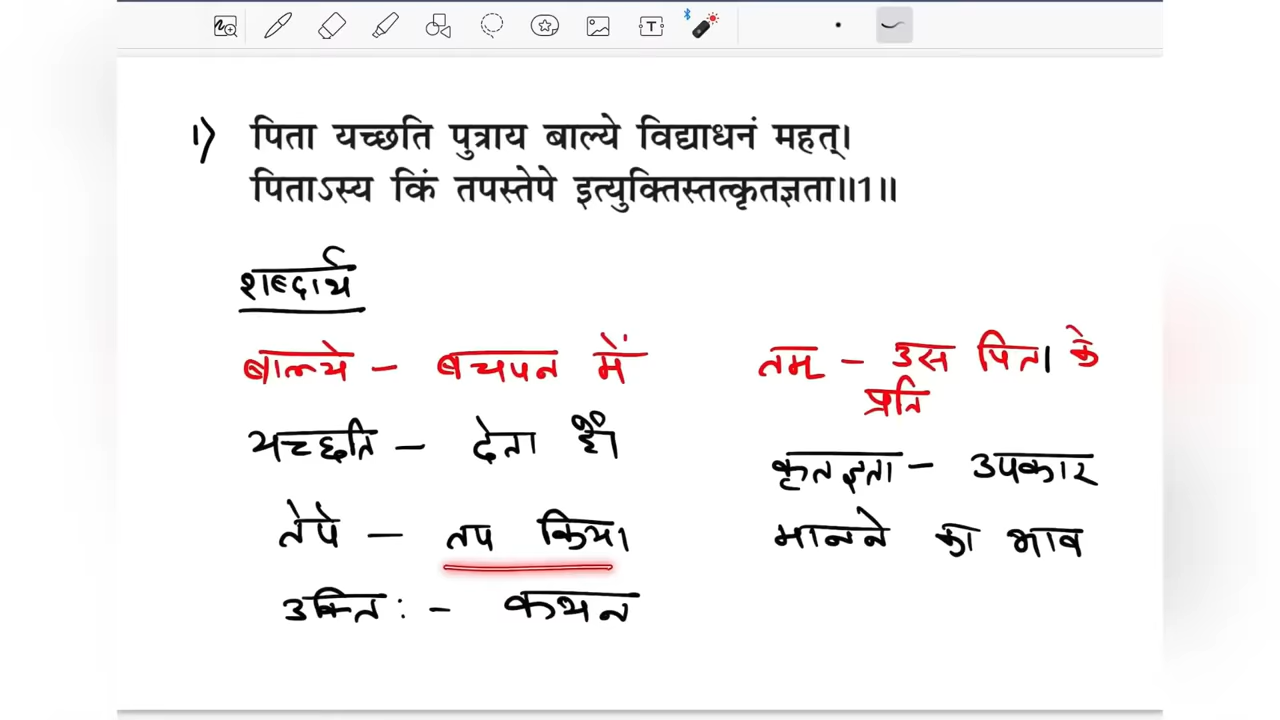 1) पिता यच्छति पुत्राय बाल्ये विद्याधनं महत्।
पिताऽस्य किं तपस्तेपे इत्युक्तिस्तत्कृतज्ञता॥1॥
शब्दार्थ
बाल्ये - बचपन में
यच्छति - देता है।
तेपे - तप किया
उक्तिः - कथन
तम् - उस पिता के
प्रति
कृतज्ञता - उपकार
मानने का भाव